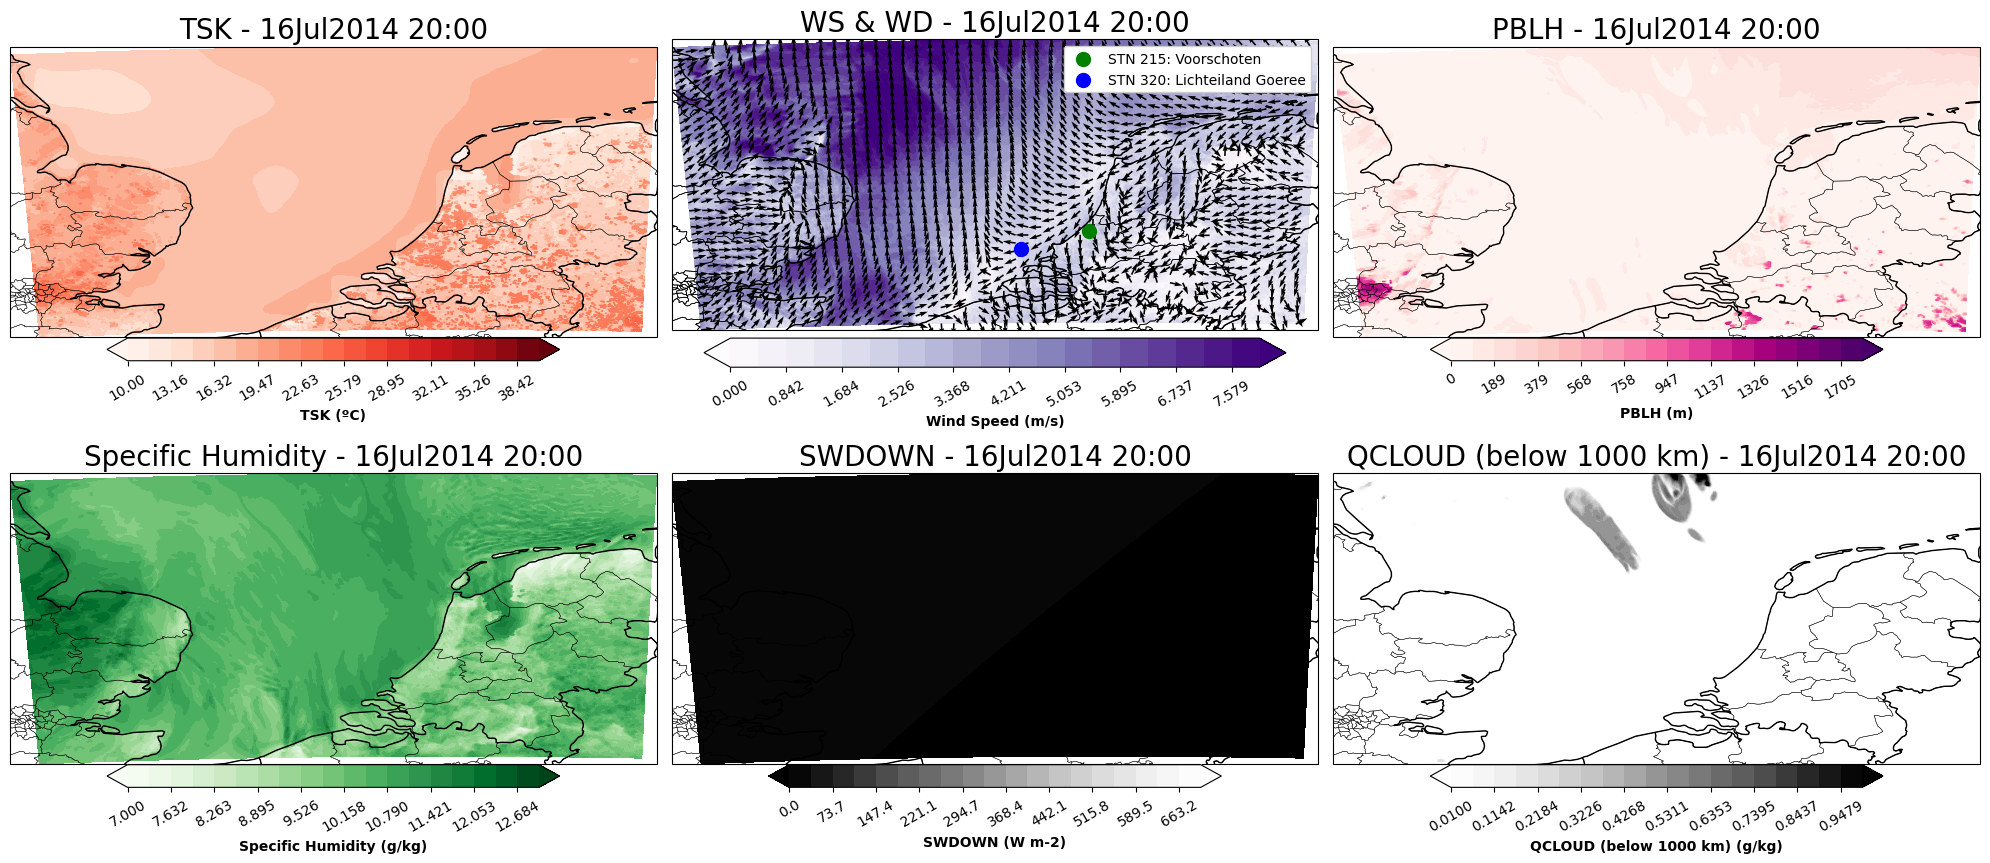 TSK - 16Jul2014 20:00
WS & WD - 16Jul2014 20:00
PBLH - 16Jul2014 20:00
STN 215: Voorschoten
STN 320: Lichteiland Goeree
10.00 13.16 16.32 19.47 22.63 25.79 28.95 32.11 35.26 38.42
TSK (ºC)
0.000 0.842 1.684 2.526 3.368 4.211 5.053 5.895 6.737 7.579
Wind Speed (m/s)
0 189 379 568 758 947 1137 1326 1516 1705
PBLH (m)
Specific Humidity - 16Jul2014 20:00
SWDOWN - 16Jul2014 20:00
QCLOUD (below 1000 km) - 16Jul2014 20:00
7.000 7.632 8.263 8.895 9.526 10.158 10.790 11.421 12.053 12.684
Specific Humidity (g/kg)
0.0 73.7 147.4 221.1 294.7 368.4 442.1 515.8 589.5 663.2
SWDOWN (W m-2)
0.0100 0.1142 0.2184 0.3226 0.4268 0.5311 0.6353 0.7395 0.8437 0.9479
QCLOUD (below 1000 km) (g/kg)